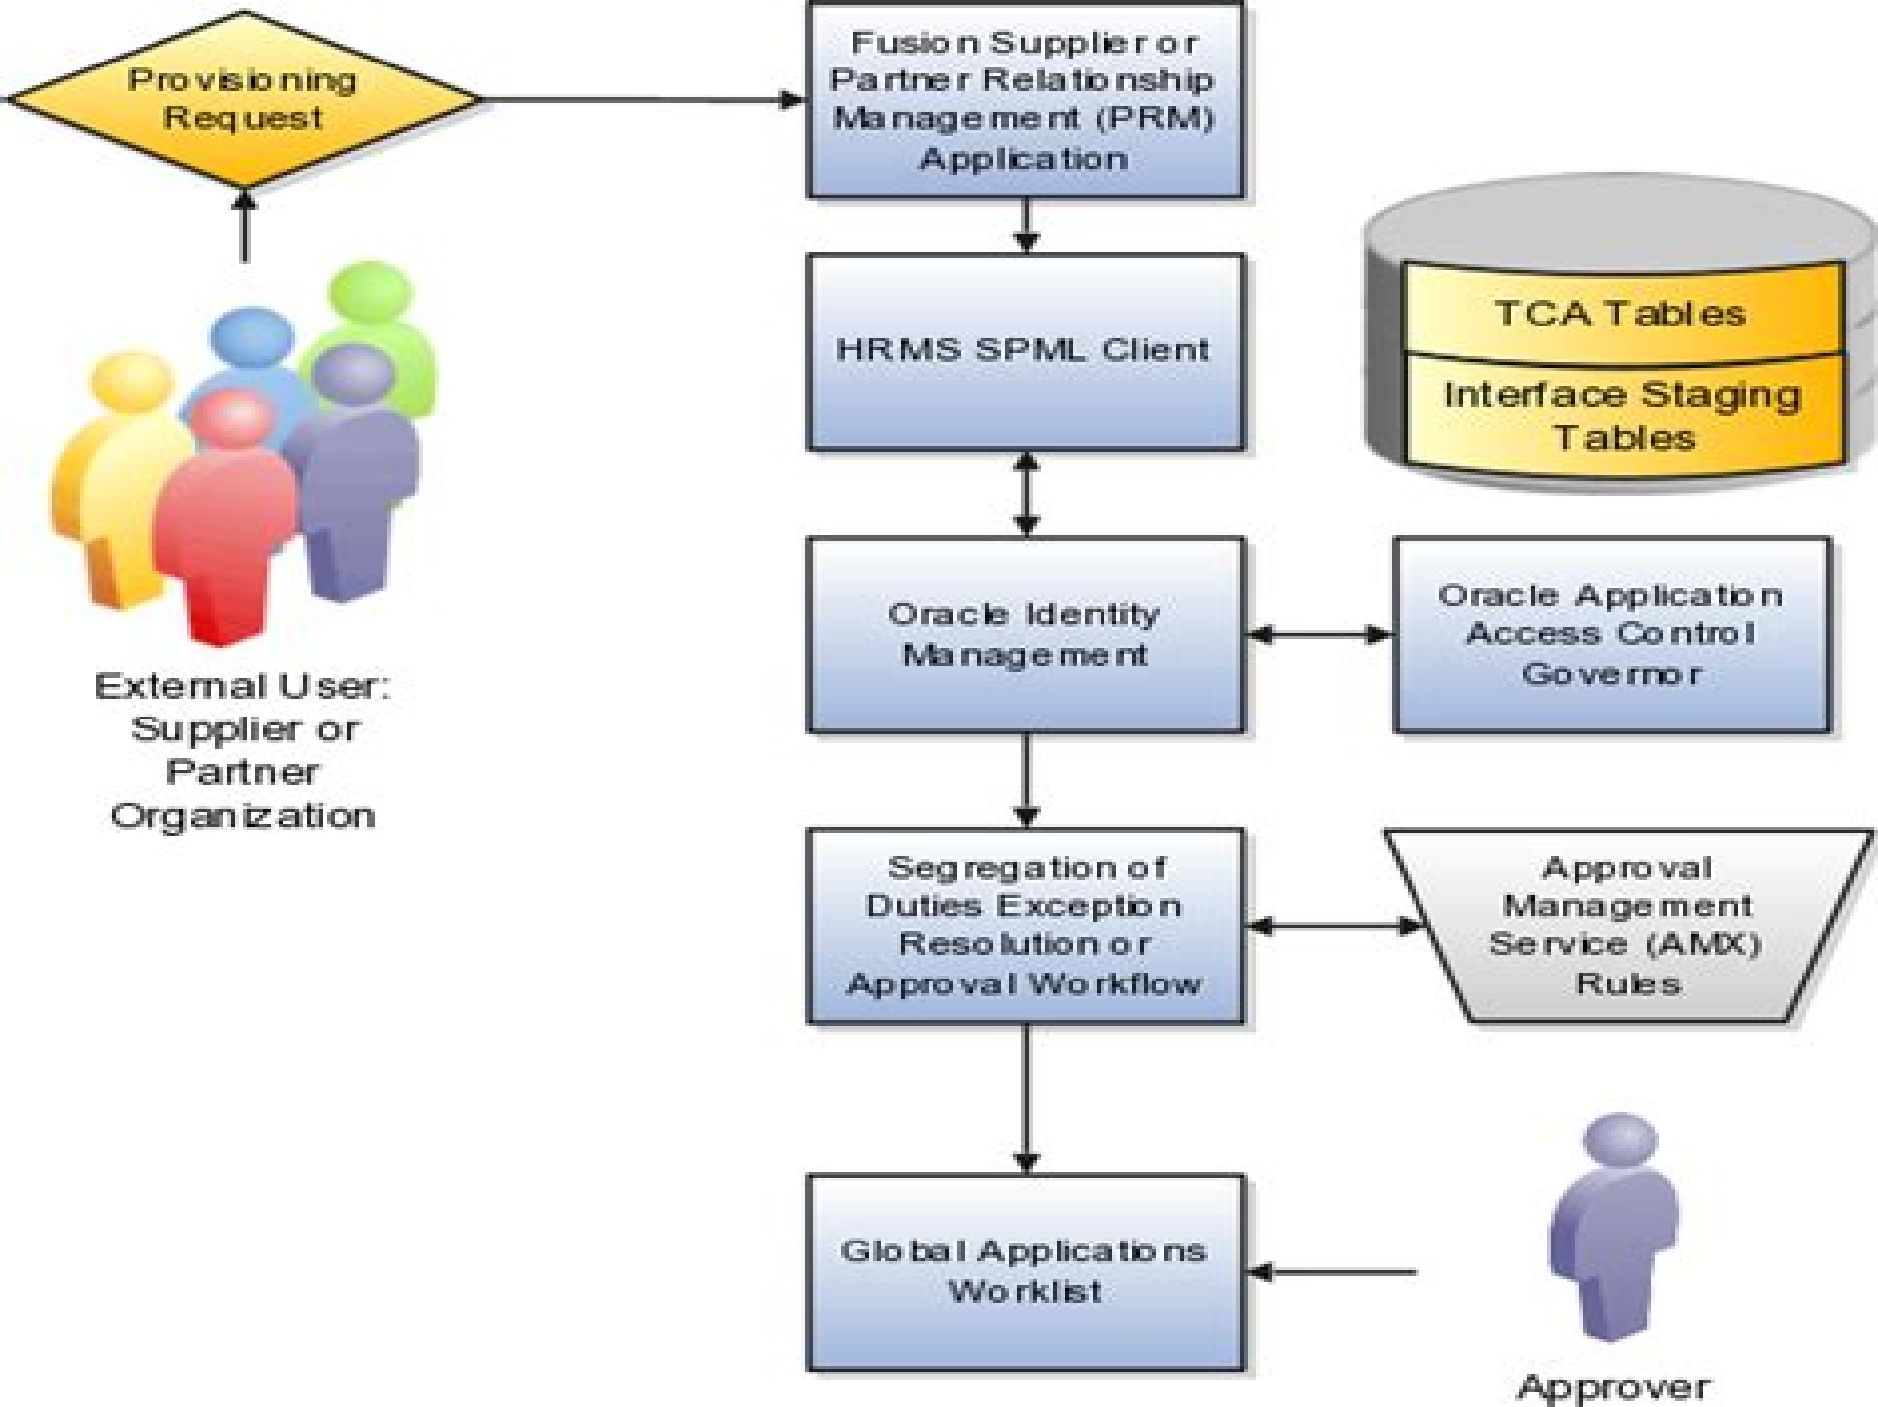 Provisioning
Request
Fusion Supplier or
Partner Relationship
Management (PRM)
Application
HRMS SPML Client
TCA Tables
Interface Staging
Tables
External User:
Supplier or
Partner
Organization
Oracle Identity
Management
Oracle Application
Access Control
Governor
Segregation of
Duties Exception
Resolution or
Approval Workflow
Approval
Management
Service (AMX)
Rules
Global Applications
Worklist
Approver